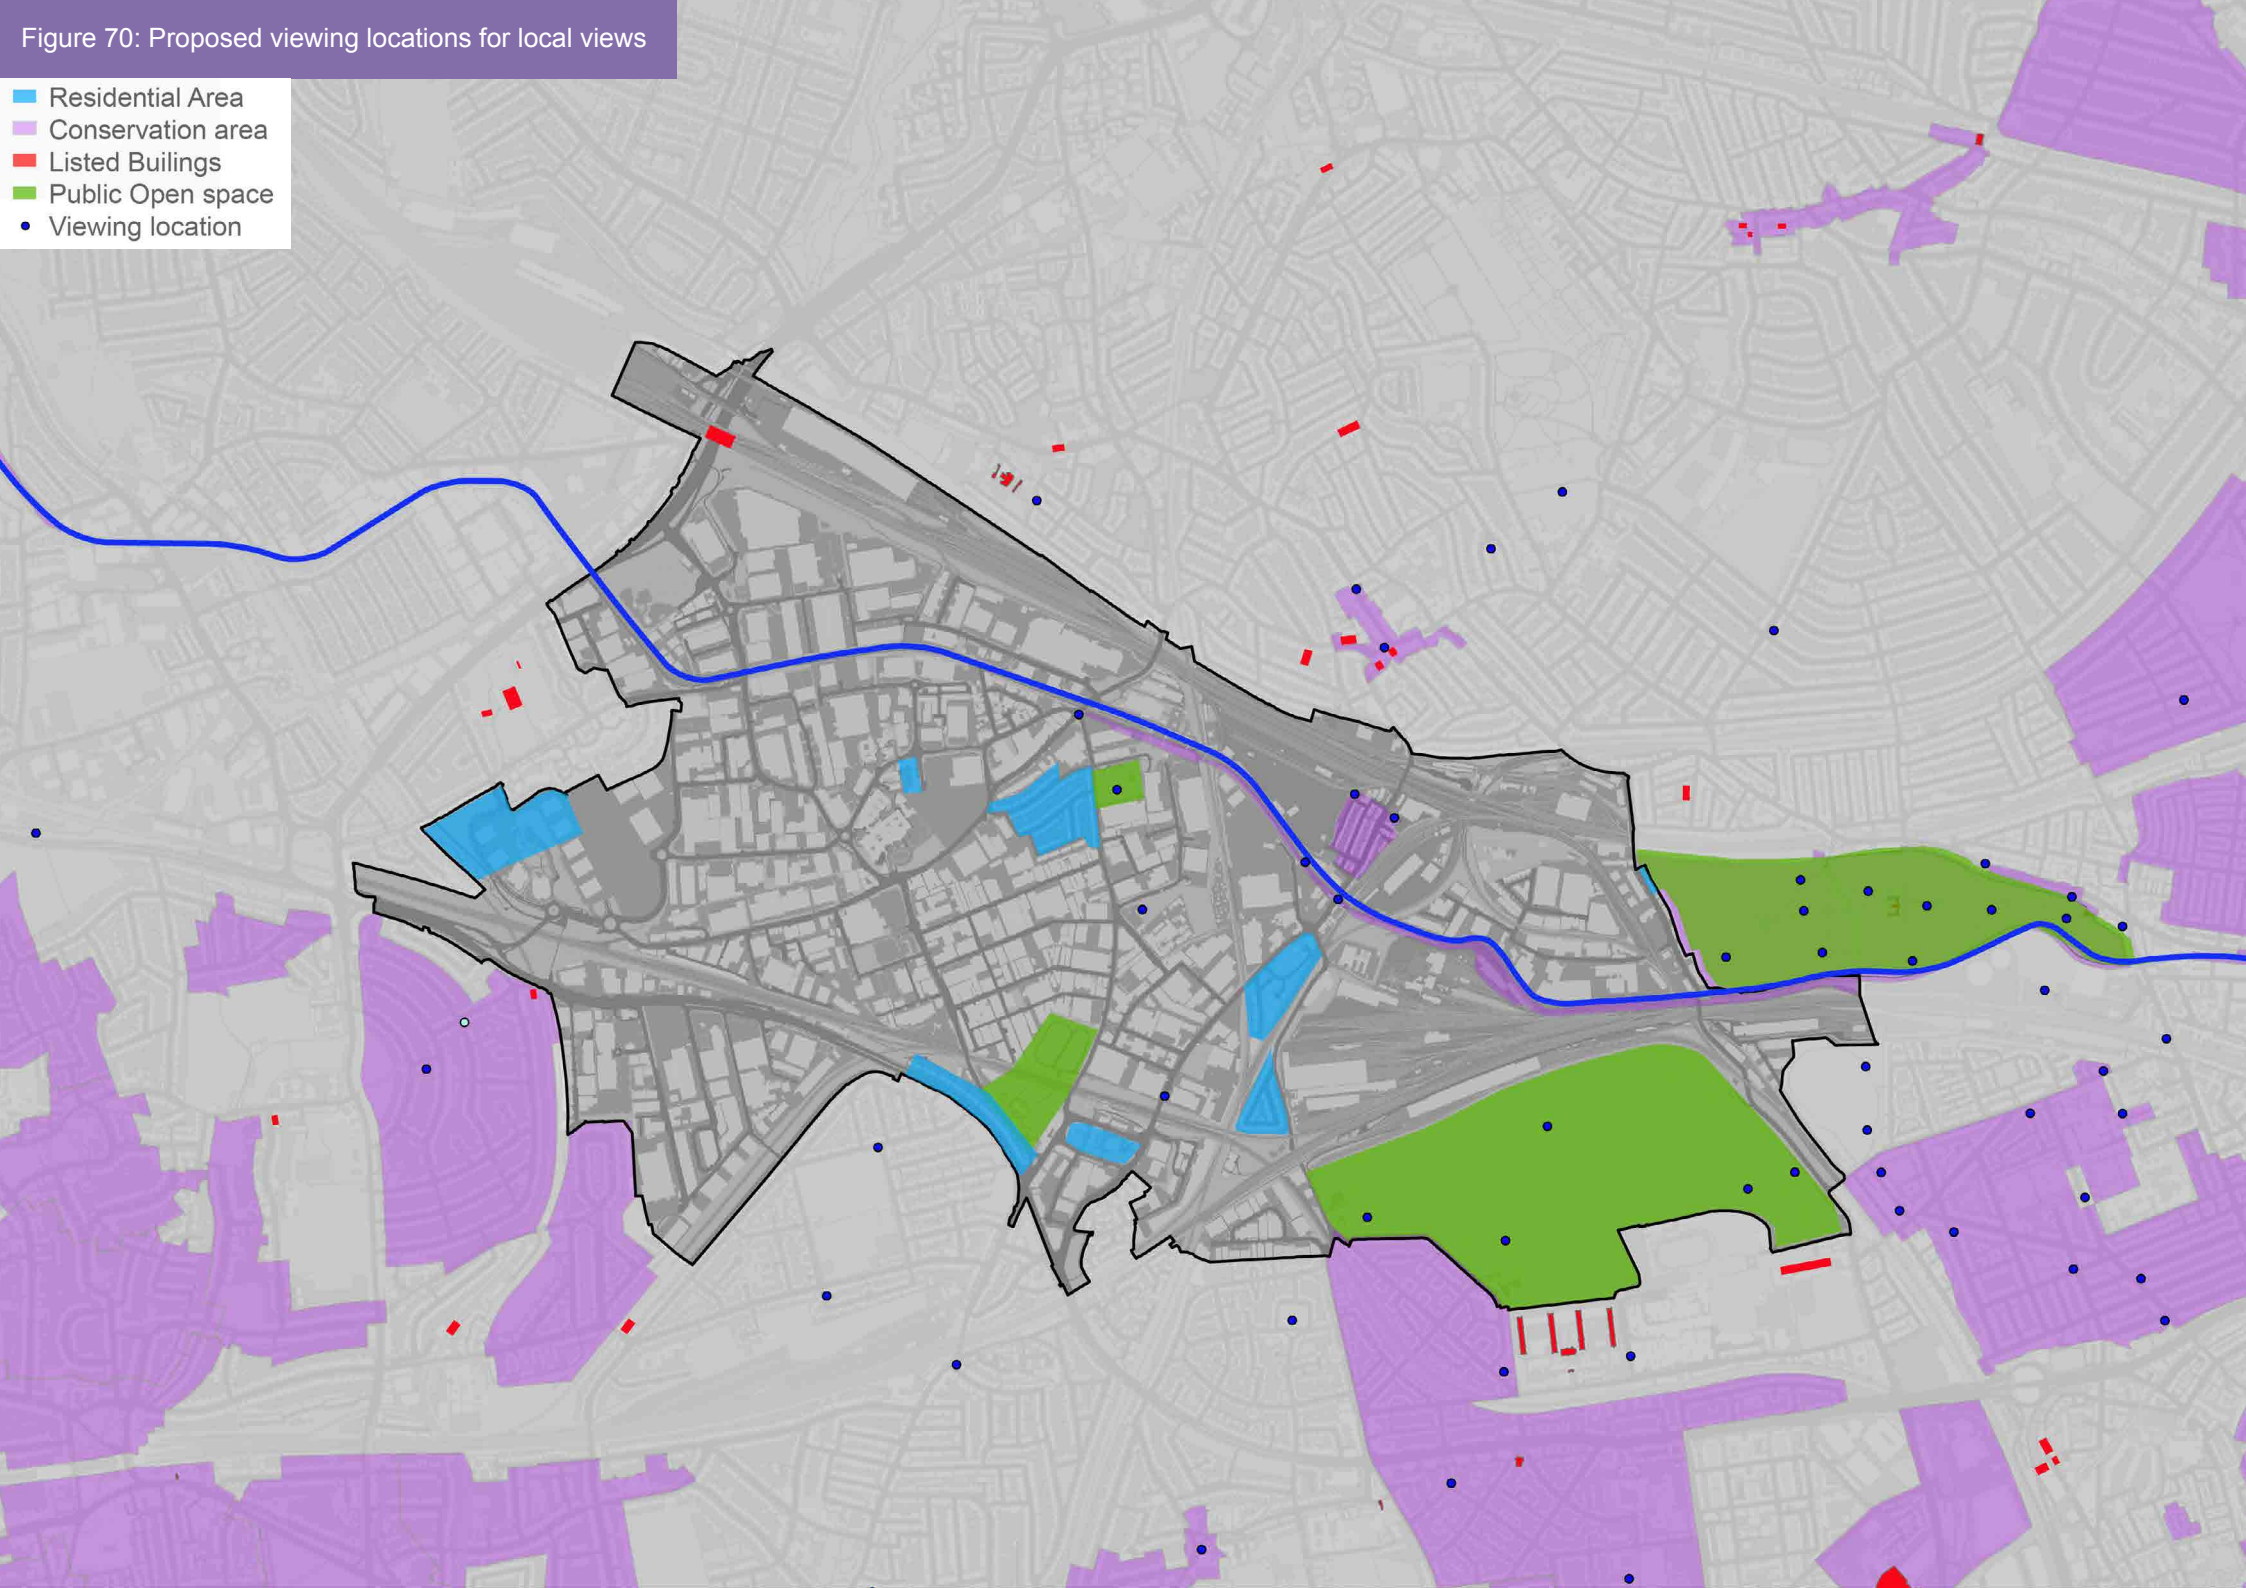 Figure 70: Proposed viewing locations for local views
Residential Area
Conservation area
Listed Builings
Public Open space
Viewing location